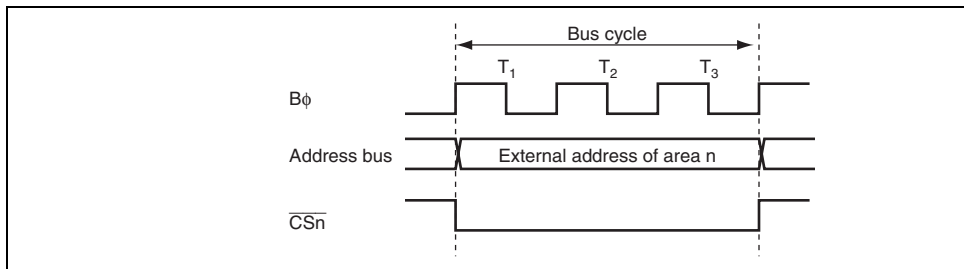 Bus cycle
T1 T2 T3
Bϕ
Address bus External address of area n
CSn